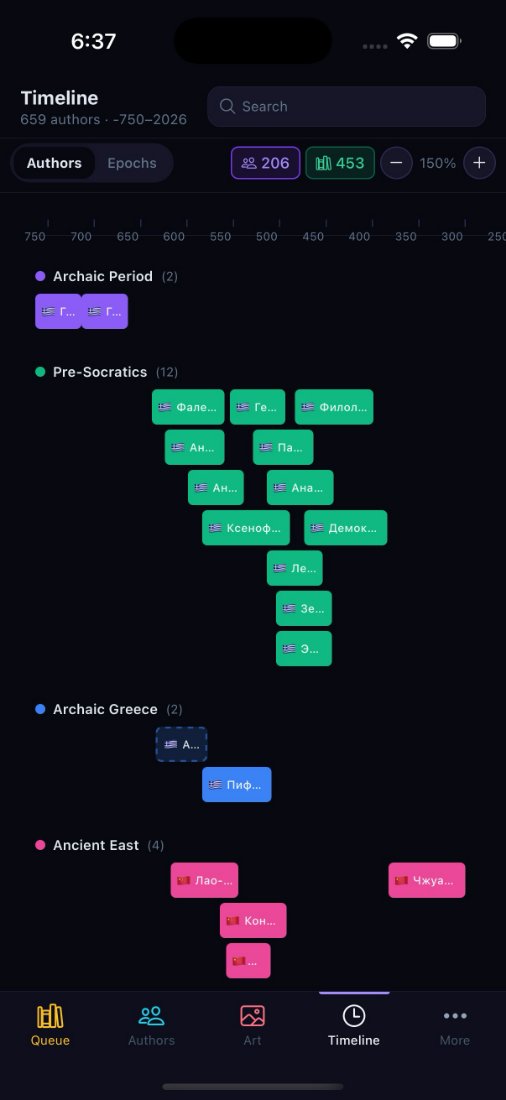 6:37
Timeline
659 authors · -750–2026
Search
Authors Epochs 206 453 − 150% +
750 700 650 600 550 500 450 400 350 300 250
Archaic Period (2)
Г... Г...
Pre-Socratics (12)
Фале... Ге... Филол...
Ан... Па...
Ан... Ана...
Ксеноф... Демок...
Ле...
Зе...
Э...
Archaic Greece (2)
А...
Пиф...
Ancient East (4)
Лао-... Чжуа...
Кон...
...
Queue Authors Art Timeline More